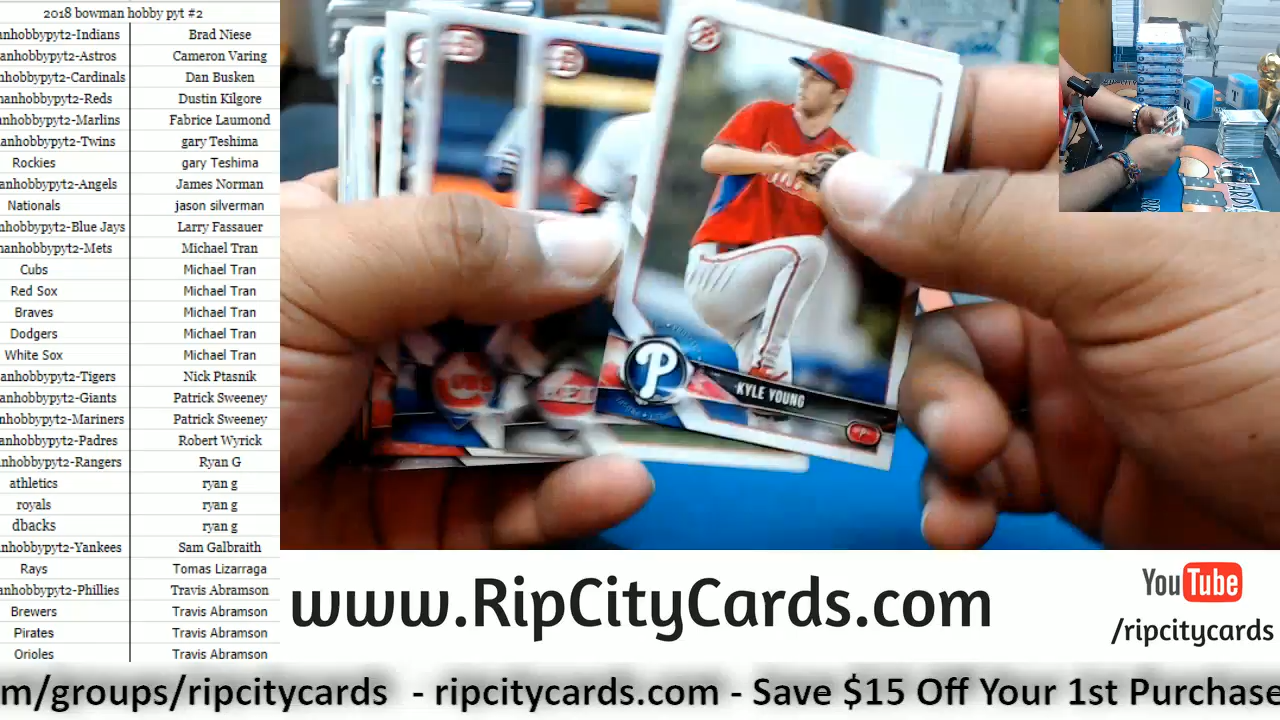 2018 bowman hobby pyt #2
anhobbypyt2-Indians Brad Niese
anhobbypyt2-Astros Cameron Varing
nhobbypyt2-Cardinals Dan Busken
manhobbypyt2-Reds Dustin Kilgore
anhobbypyt2-Marlins Fabrice Laumond
anhobbypyt2-Twins gary Teshima
Rockies gary Teshima
anhobbypyt2-Angels James Norman
Nationals jason silverman
nhobbypyt2-Blue Jays Larry Fassauer
manhobbypyt2-Mets Michael Tran
Cubs Michael Tran
Red Sox Michael Tran
Braves Michael Tran
Dodgers Michael Tran
White Sox Michael Tran
anhobbypyt2-Tigers Nick Ptasnik
anhobbypyt2-Giants Patrick Sweeney
nhobbypyt2-Mariners Patrick Sweeney
anhobbypyt2-Padres Robert Wyrick
nhobbypyt2-Rangers Ryan G
athletics ryan g
royals ryan g
dbacks ryan g
nhobbypyt2-Yankees Sam Galbraith
Rays Tomas Lizarraga
anhobbypyt2-Phillies Travis Abramson
Brewers Travis Abramson
Pirates Travis Abramson
Orioles Travis Abramson
B
B
P
KYLE YOUNG
P
CUBS
www.RipCityCards.com
YouTube
/ripcitycards
m/groups/ripcitycards - ripcitycards.com - Save $15 Off Your 1st Purchase